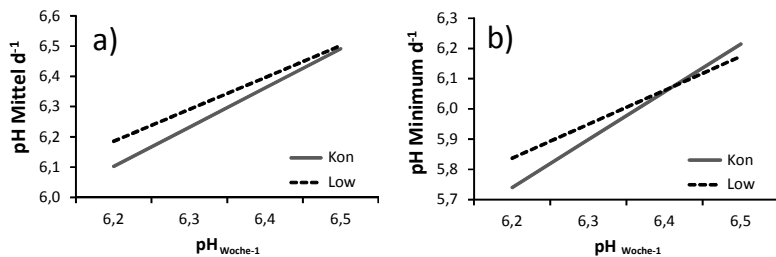 a)
pH Mittel d⁻¹
6,6
6,5
6,4
6,3
6,2
6,1
6,0
Kon
Low
6,2 6,3 6,4 6,5
pH Woche-1
b)
pH Minimum d⁻¹
6,3
6,2
6,1
6,0
5,9
5,8
5,7
Kon
Low
6,2 6,3 6,4 6,5
pH Woche-1